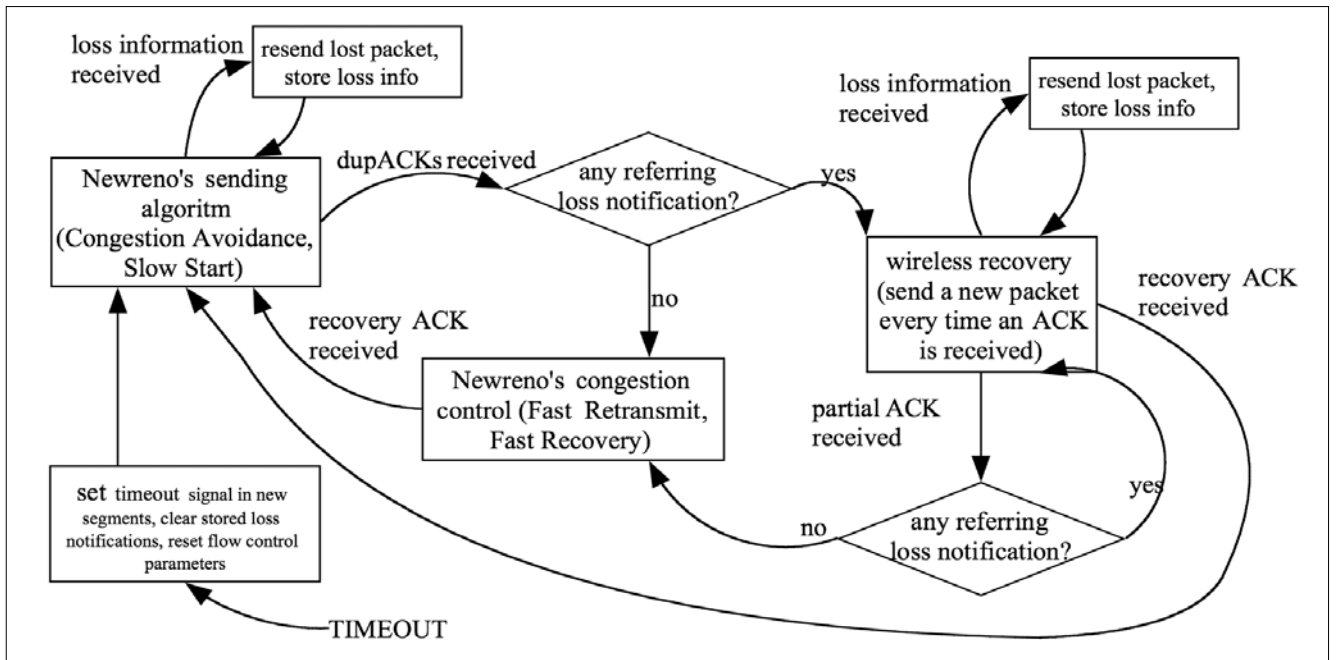 loss information
received
resend lost packet,
store loss info
loss information
received
resend lost packet,
store loss info
dupACKs received
any referring
loss notification?
yes
Newreno's sending
algoritm
(Congestion Avoidance,
Slow Start)
wireless recovery
(send a new packet
every time an ACK
is received)
recovery ACK
received
no
recovery ACK
received
Newreno's congestion
control (Fast Retransmit,
Fast Recovery)
partial ACK
received
set timeout signal in new
segments, clear stored loss
notifications, reset flow control
parameters
no
any referring
loss notification?
yes
TIMEOUT